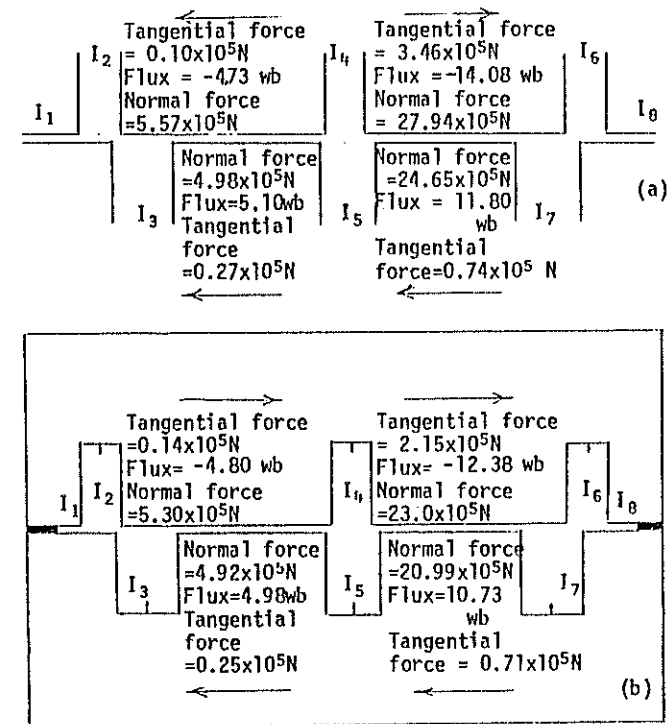 Tangential force
= 0.10x10⁵N
Flux = -4.73 wb
Normal force
=5.57x10⁵N
Tangential force
= 3.46x10⁵N
Flux =-14.08 wb
Normal force
= 27.94x10⁵N
I₁
I₂
I₄
I₆
I₈
Normal force
=4.98x10⁵N
Flux=5.10wb
Tangential
force
=0.27x10⁵N
Normal force
=24.65x10⁵N
Flux = 11.80
wb
Tangential
force=0.74x10⁵ N
I₃
I₅
I₇
(a)
Tangential force
=0.14x10⁵N
Flux= -4.80 wb
Normal force
=5.30x10⁵N
Tangential force
= 2.15x10⁵N
Flux= -12.38 wb
Normal force
=23.0x10⁵N
I₁
I₂
I₄
I₆
I₈
Normal force
=4.92x10⁵N
Flux=4.98wb
Tangential
force
=0.25x10⁵N
Normal force
=20.99x10⁵N
Flux=10.73
wb
Tangential
force = 0.71x10⁵N
I₃
I₅
I₇
(b)